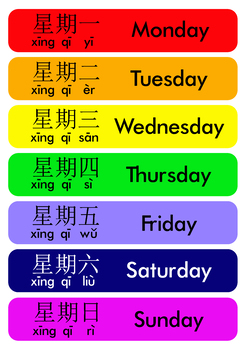 星期一 Monday
xīng qī yī
星期二 Tuesday
xīng qī èr
星期三 Wednesday
xīng qī sān
星期四 Thursday
xīng qī sì
星期五 Friday
xīng qī wǔ
星期六 Saturday
xīng qī liù
星期日 Sunday
xīng qī rì